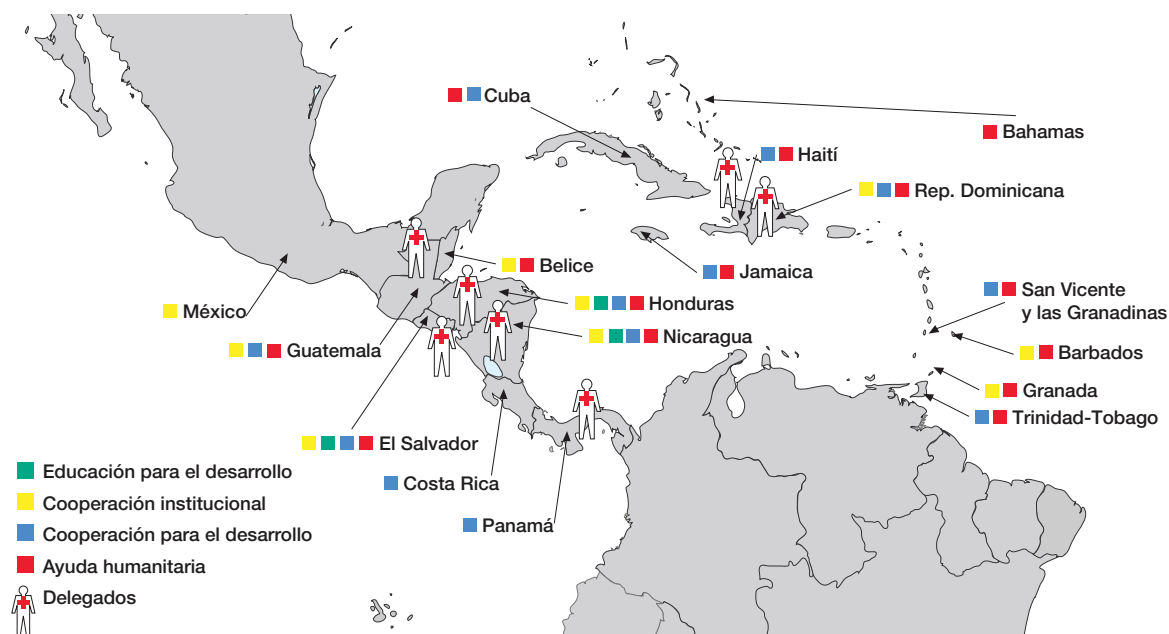 Cuba
Bahamas
Haití
Rep. Dominicana
Belice
Jamaica
San Vicente
y las Granadinas
México
Honduras
Nicaragua
Guatemala
Barbados
Granada
Trinidad-Tobago
El Salvador
Costa Rica
Panamá
Educación para el desarrollo
Cooperación institucional
Cooperación para el desarrollo
Ayuda humanitaria
Delegados